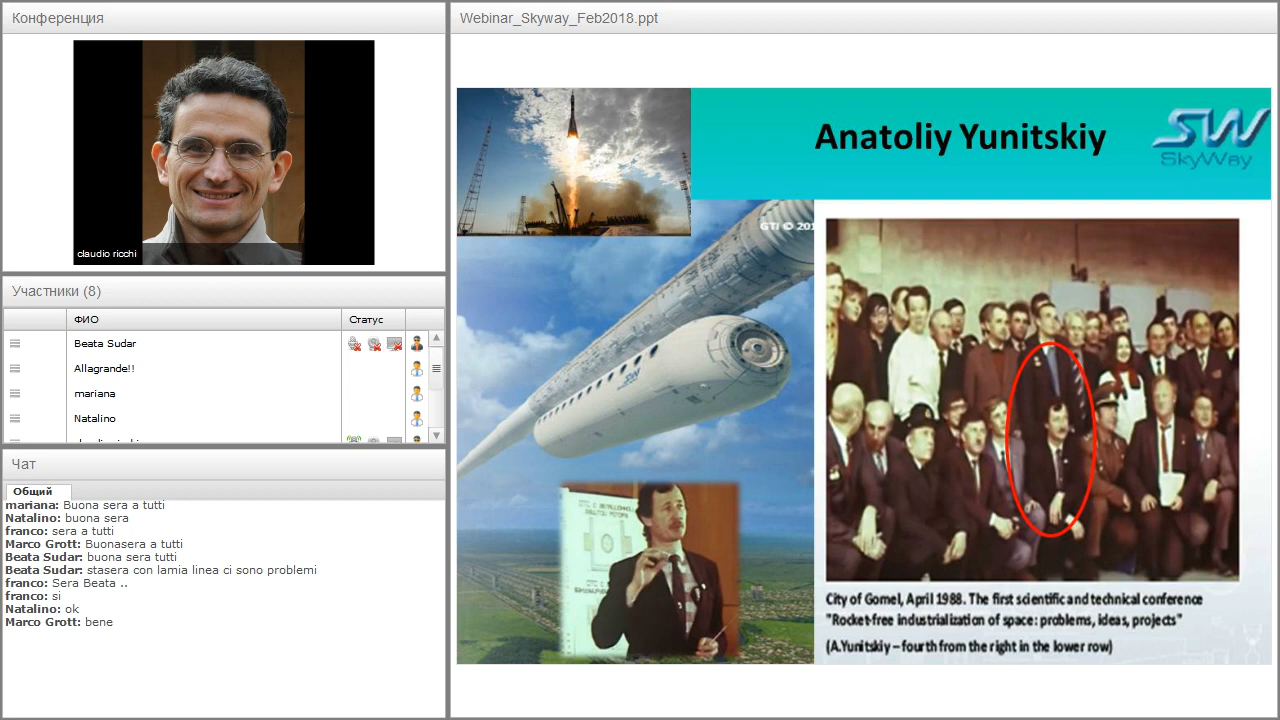 Конференция
claudio ricchi
Участники (8)
ФИО
Статус
Beata Sudar
Allagrande!!
mariana
Natalino
Чат
Общий
mariana: Buona sera a tutti
Natalino: buona sera
franco: sera a tutti
Marco Grott: Buonasera a tutti
Beata Sudar: buona sera tutti
Beata Sudar: stasera con lamia linea ci sono problemi
franco: Sera Beata ..
franco: si
Natalino: ok
Marco Grott: bene
Webinar_Skyway_Feb2018.ppt
Anatoliy Yunitskiy
SW
SkyWay
GTI © 201
SW
City of Gomel, April 1988. The first scientific and technical conference
"Rocket-free industrialization of space: problems, ideas, projects"
(A.Yunitskiy – fourth from the right in the lower row)